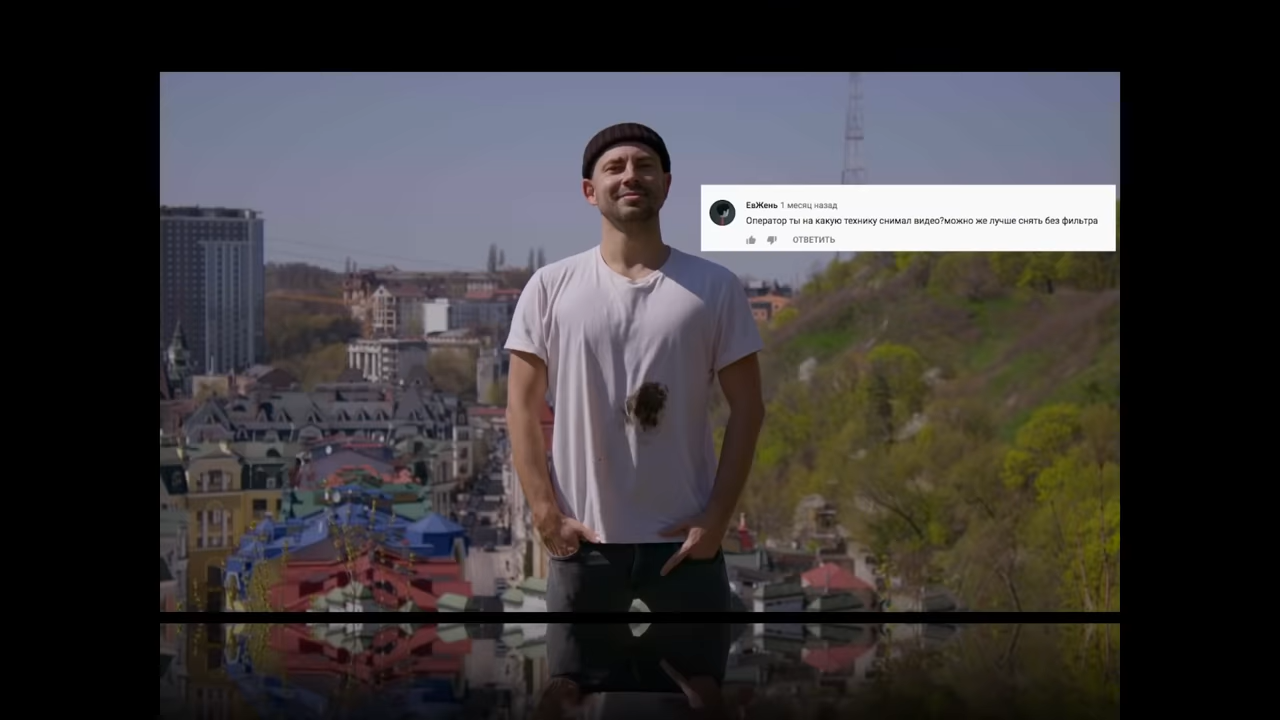 ЕвЖень 1 месяц назад
Оператор ты на какую технику снимал видео?можно же лучше снять без фильтра
ОТВЕТИТЬ